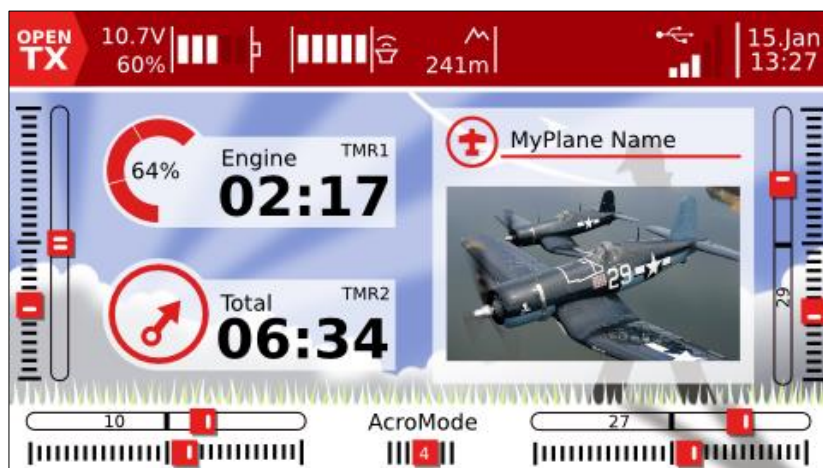 OPEN
TX
10.7V
60%
241m
15.Jan
13:27
64%
Engine
TMR1
02:17
MyPlane Name
Total
TMR2
06:34
29
29
10
AcroMode
27
4